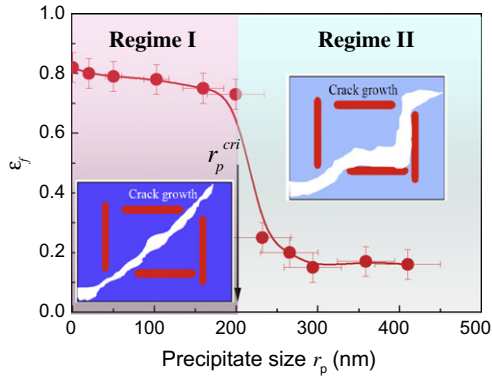 Regime I
Regime II
1.0
0.8
0.6
0.4
0.2
0.0
ε_f
Crack growth
r_p^cri
Crack growth
0
100
200
300
400
500
Precipitate size r_p (nm)